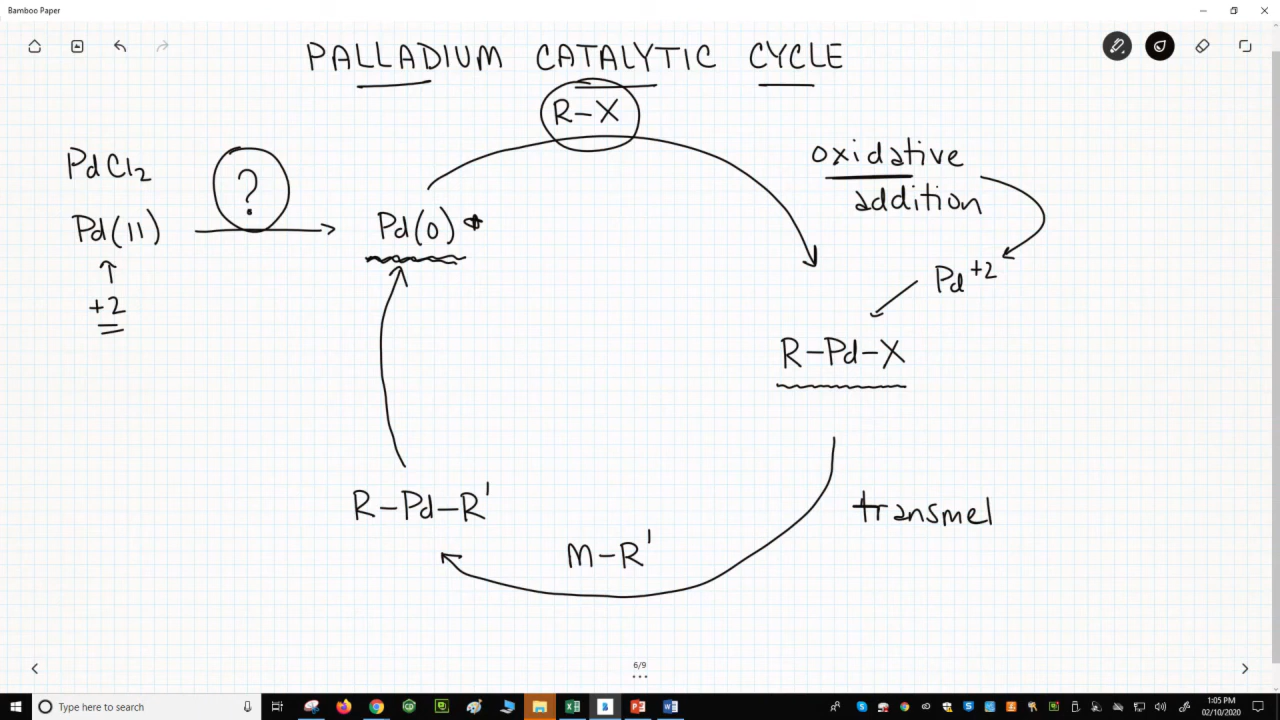 Bamboo Paper
PALLADIUM CATALYTIC CYCLE
R-X
PdCl2
?
Pd(II)
+2
Pd(0)*
oxidative
addition
Pd+2
R-Pd-X
transmel
M-R'
R-Pd-R'
6/9
Type here to search
1:05 PM
02/10/2020